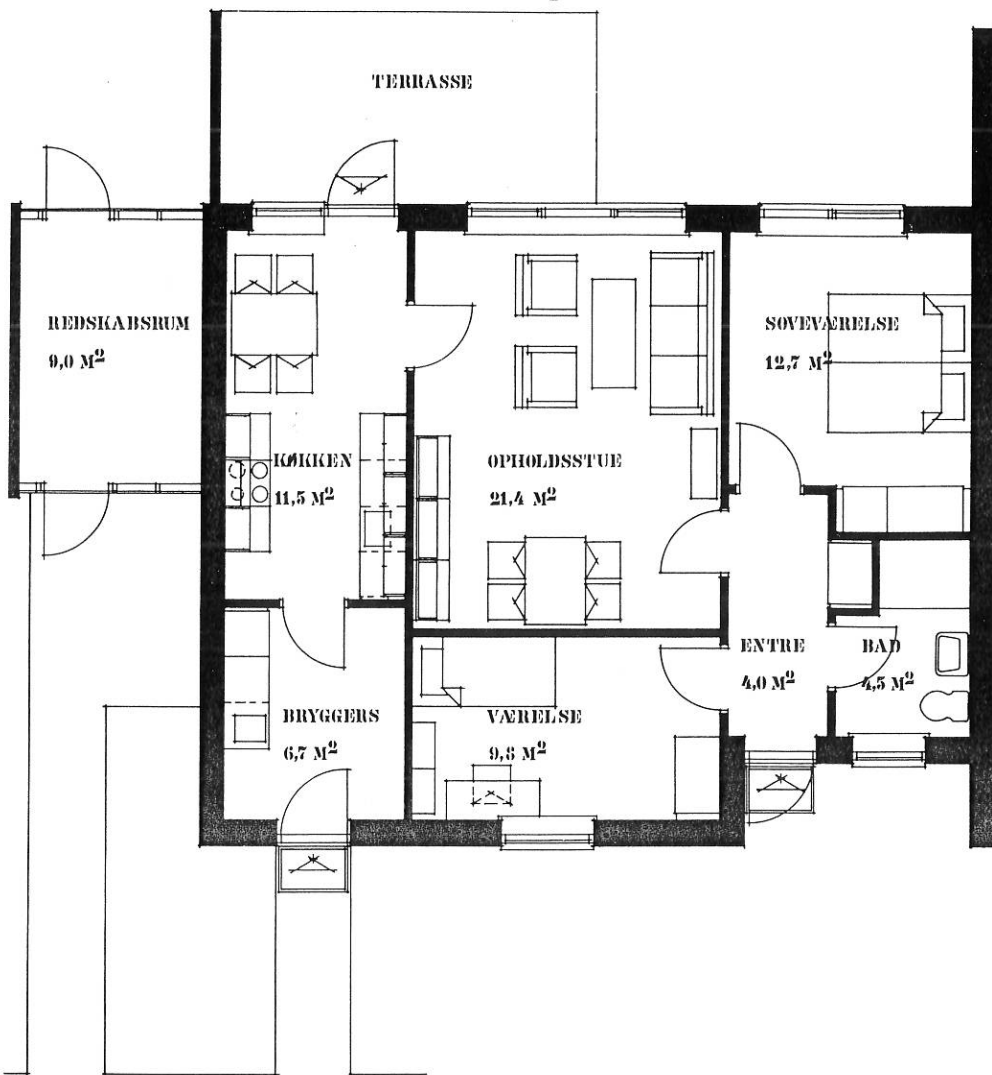 TERRASSE
REDSKABSRUM
9,0 M²
SOVEVÆRELSE
12,7 M²
KØKKEN
11,5 M²
OPHOLDSSTUE
21,4 M²
ENTRE
4,0 M²
BAD
4,5 M²
BRYGGERS
6,7 M²
VÆRELSE
9,8 M²